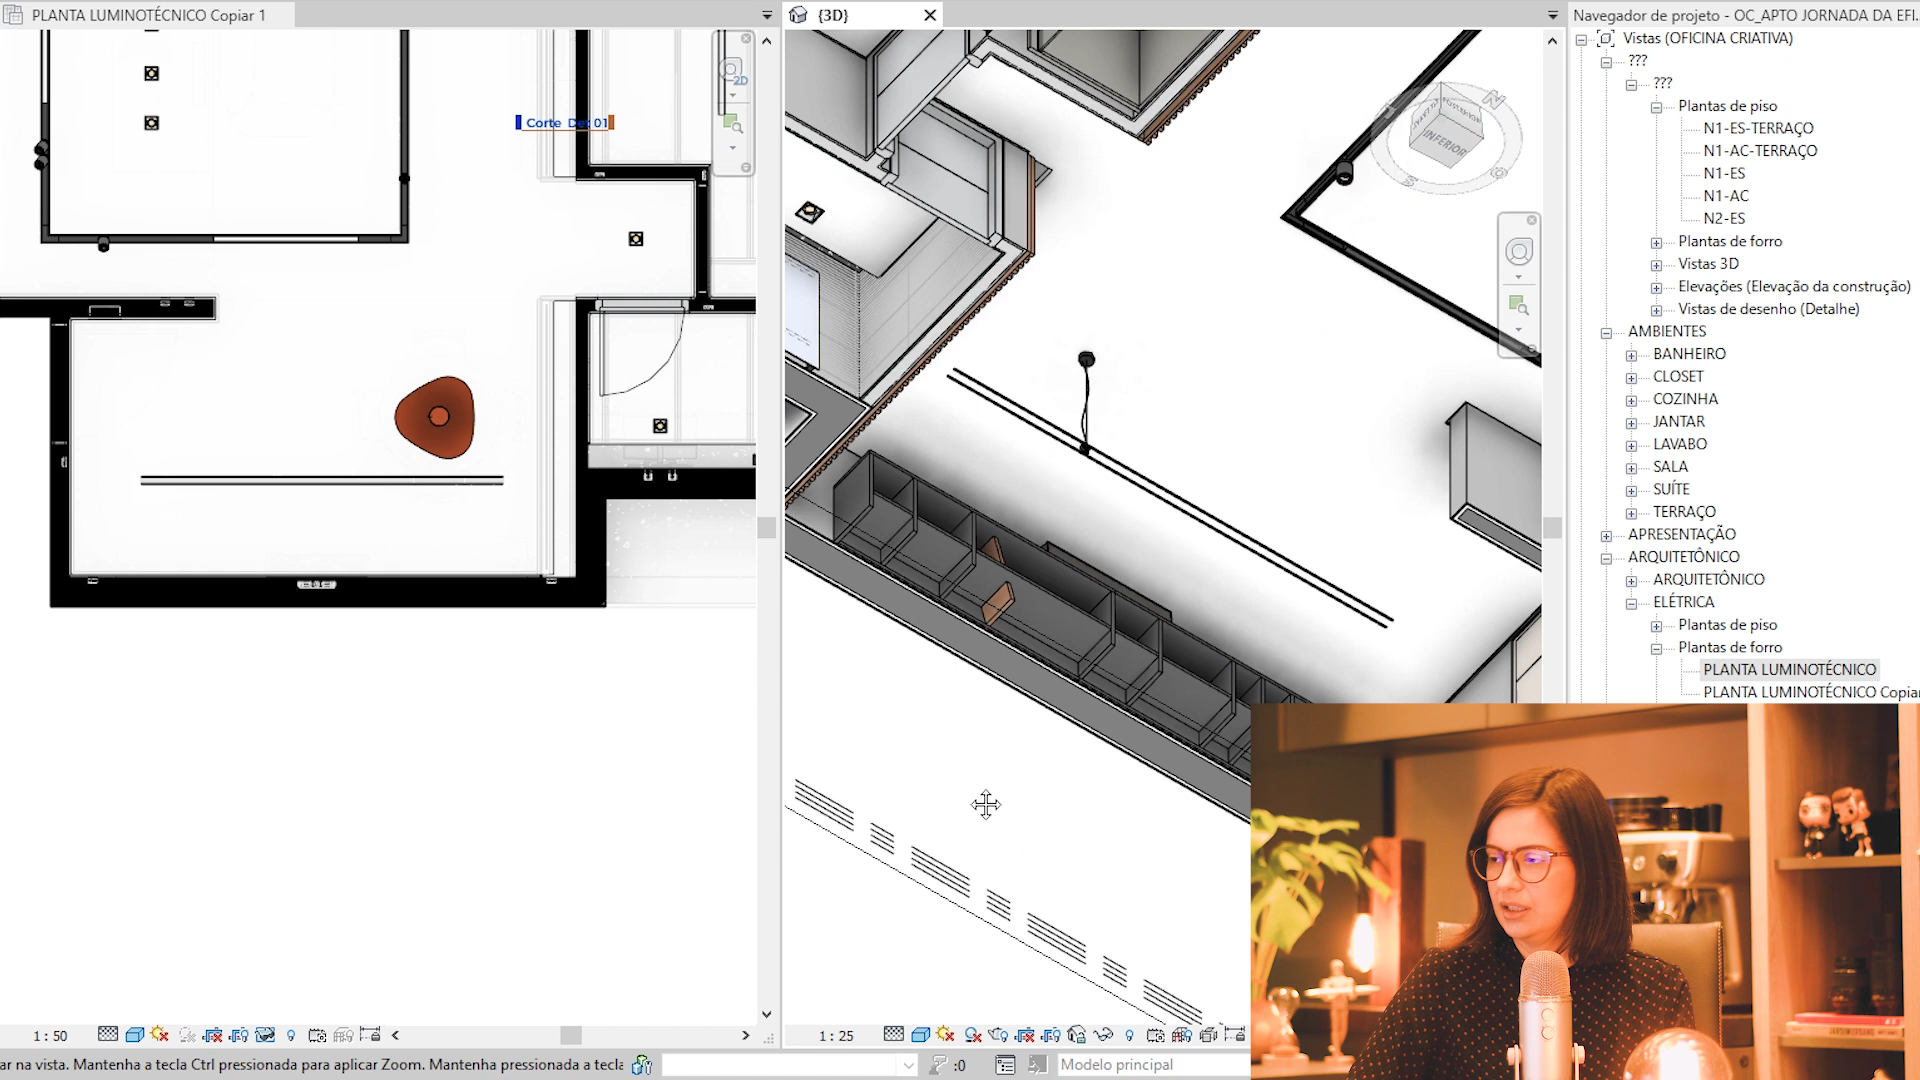 PLANTA LUMINOTÉCNICO Copiar 1
{3D}
Navegador de projeto - OC_APTO JORNADA DA EFI...
Vistas (OFICINA CRIATIVA)
???
???
Plantas de piso
N1-ES-TERRAÇO
N1-AC-TERRAÇO
N1-ES
N1-AC
N2-ES
Plantas de forro
Vistas 3D
Elevações (Elevação da construção)
Vistas de desenho (Detalhe)
AMBIENTES
BANHEIRO
CLOSET
COZINHA
JANTAR
LAVABO
SALA
SUÍTE
TERRAÇO
APRESENTAÇÃO
ARQUITETÔNICO
ARQUITETÔNICO
ELÉTRICA
Plantas de piso
Plantas de forro
PLANTA LUMINOTÉCNICO
PLANTA LUMINOTÉCNICO Copiar
2D
Corte De 01
INFERIOR
N
S
1 : 50
1 : 25
ar na vista. Mantenha a tecla Ctrl pressionada para aplicar Zoom. Mantenha pressionada a tecla
:0
Modelo principal